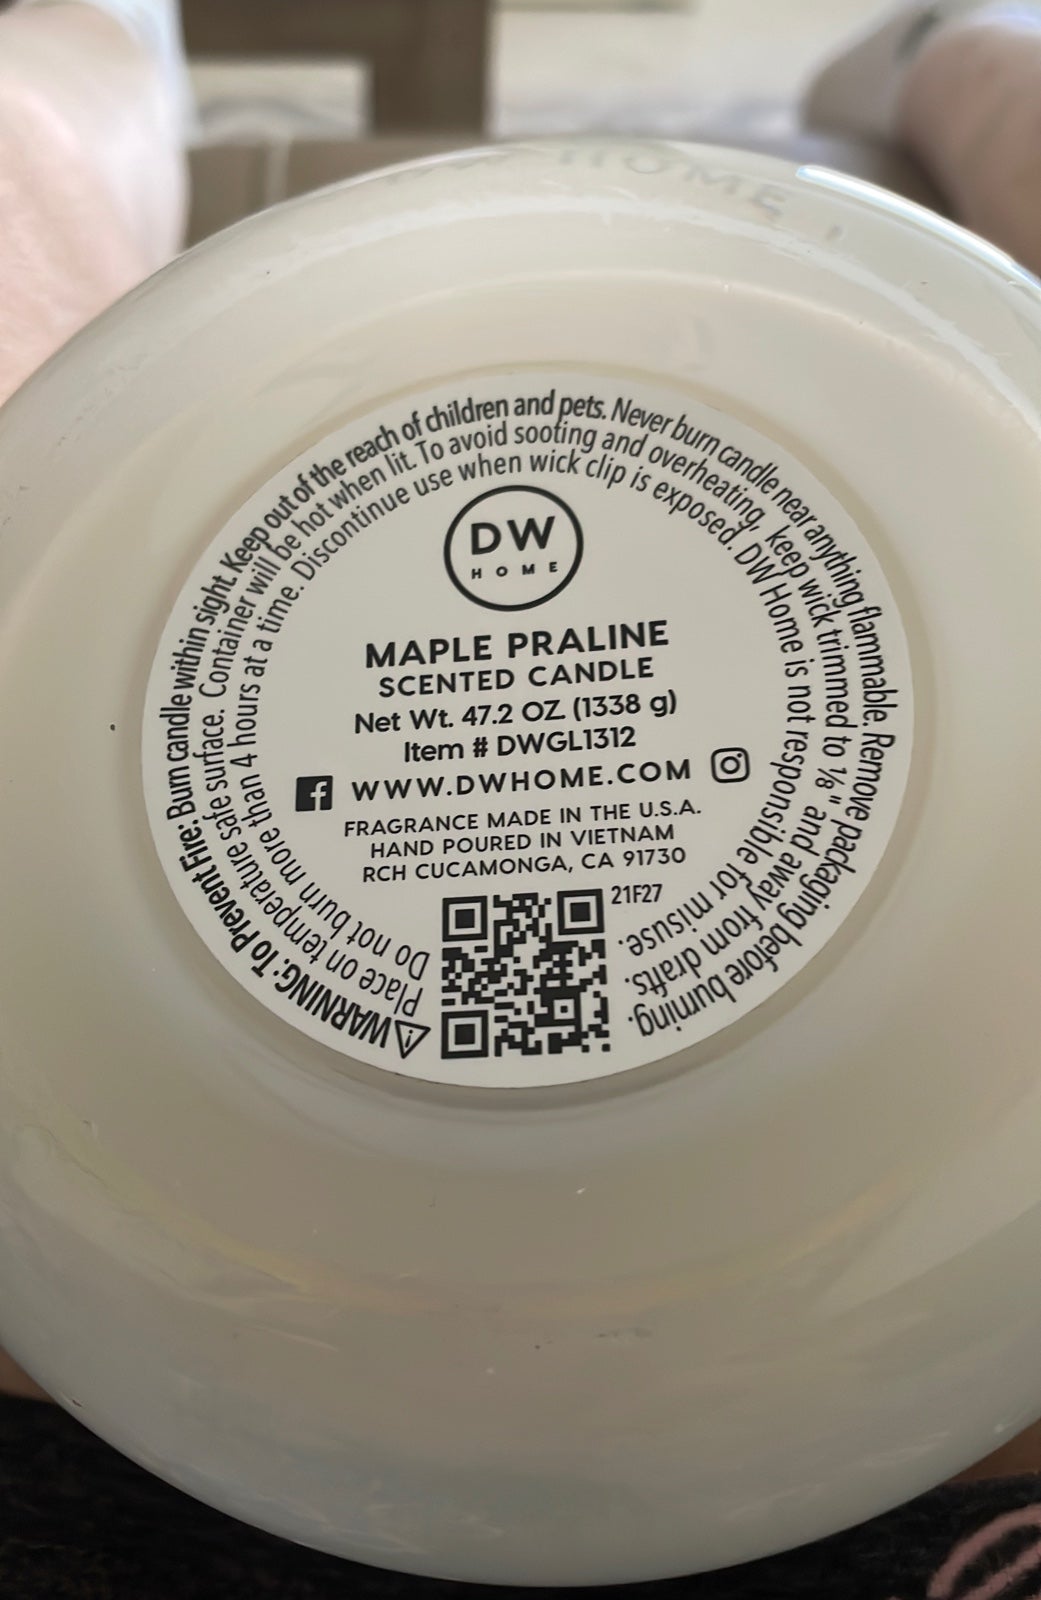 HOME
⚠WARNING: To Prevent Fire: Burn candle within sight. Keep out of the reach of children and pets. Never burn candle near anything flammable. Remove packaging before burning.
Place on temperature safe surface. Container will be hot when lit. To avoid sooting and overheating, keep wick trimmed to ⅛" and away from drafts.
Do not burn more than 4 hours at a time. Discontinue use when wick clip is exposed. DW Home is not responsible for misuse.
DW
HOME
MAPLE PRALINE
SCENTED CANDLE
Net Wt. 47.2 OZ. (1338 g)
Item # DWGL1312
WWW.DWHOME.COM
FRAGRANCE MADE IN THE U.S.A.
HAND POURED IN VIETNAM
RCH CUCAMONGA, CA 91730
21F27